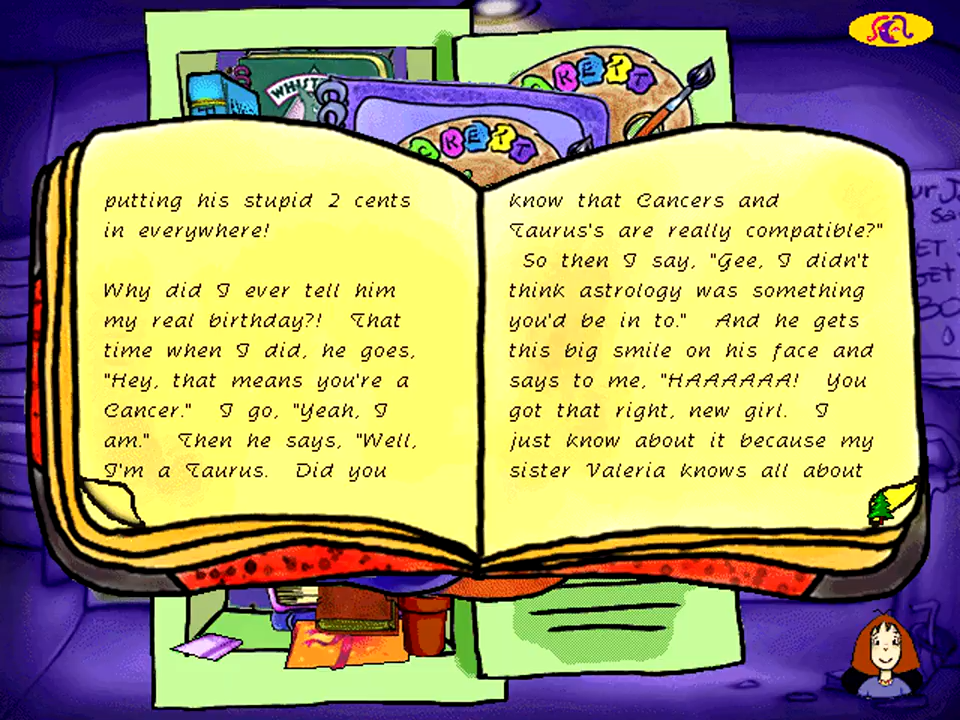 WHIST
KETT
CKETT
putting his stupid 2 cents
in everywhere!
Why did I ever tell him
my real birthday?! That
time when I did, he goes,
"Hey, that means you're a
Cancer." I go, "Yeah, I
am." Then he says, "Well,
I'm a Taurus. Did you
know that Cancers and
Taurus's are really compatible?"
So then I say, "Gee, I didn't
think astrology was something
you'd be in to." And he gets
this big smile on his face and
says to me, "HAAAAAA! You
got that right, new girl. I
just know about it because my
sister Valeria knows all about